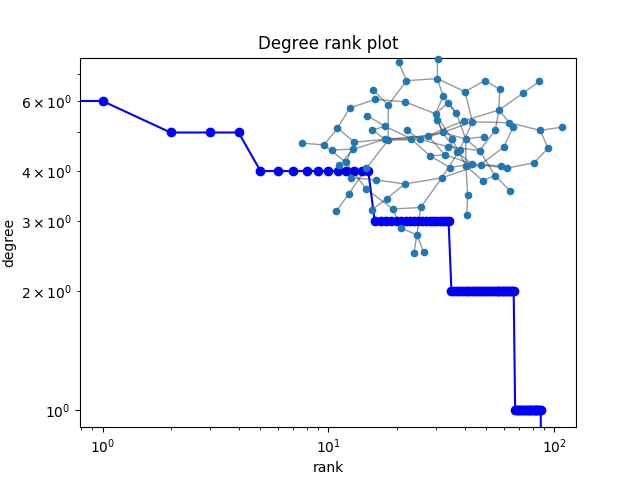 Degree rank plot
degree
6 × 10⁰
4 × 10⁰
3 × 10⁰
2 × 10⁰
10⁰
10⁰
10¹
10²
rank